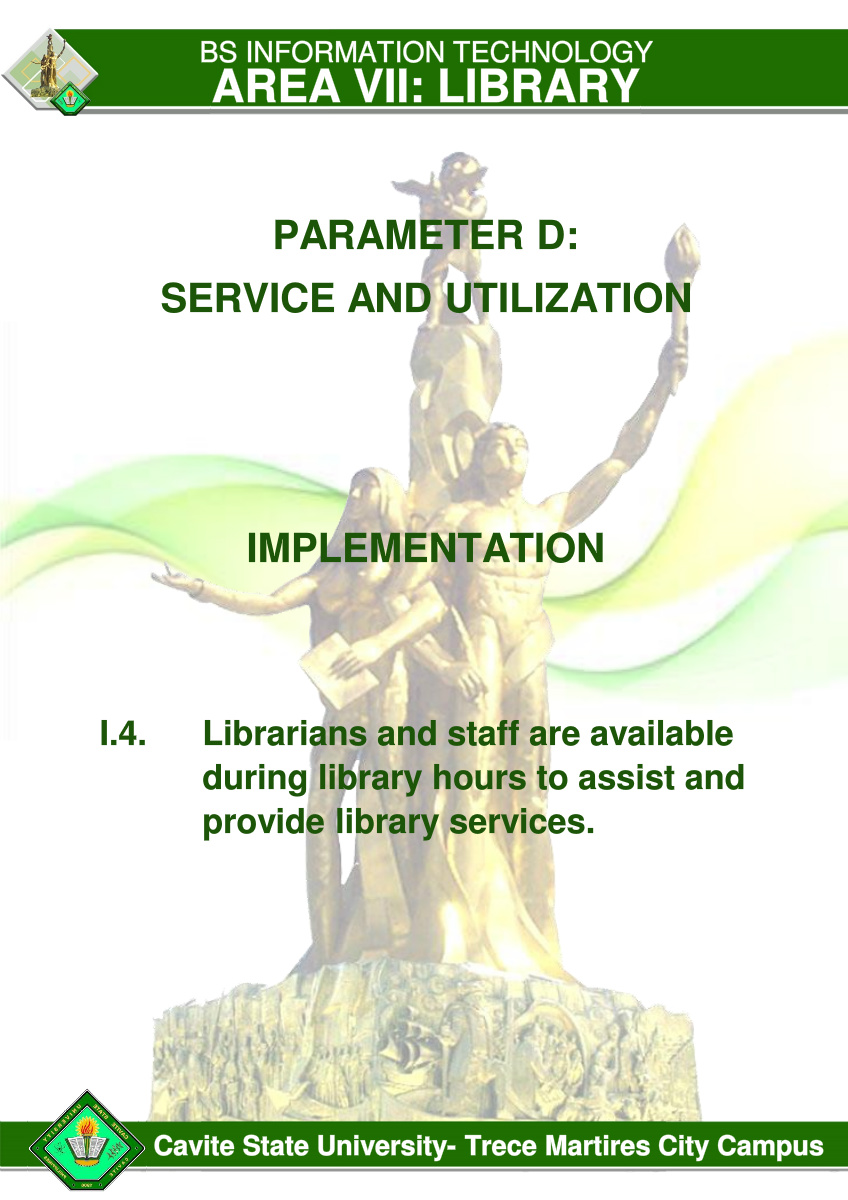 BS INFORMATION TECHNOLOGY
AREA VII: LIBRARY
PARAMETER D:
SERVICE AND UTILIZATION
IMPLEMENTATION
I.4. Librarians and staff are available
during library hours to assist and
provide library services.
Cavite State University- Trece Martires City Campus